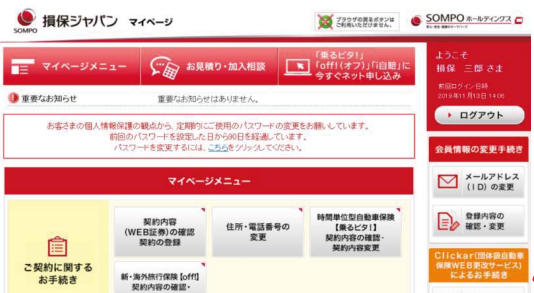 SOMPO
損保ジャパン マイページ
ブラウザの戻るボタンは
ご利用いただけません。
SOMPO ホールディングス
マイページメニュー
お見積り・加入相談
「乗るピタ！」
「off!(オフ)」「自賠」に
今すぐネット申し込み
ようこそ
損保 三郎 さま
前回ログイン日時
2019年11月13日 14:06
ログアウト
重要なお知らせ
重要なお知らせはありません。
お客さまの個人情報保護の観点から、定期的にご使用のパスワードの変更をお願いしています。
前回のパスワードを設定した日から90日を経過しています。
パスワードを変更するには、こちらをクリックしてください。
マイページメニュー
ご契約に関する
お手続き
契約内容
(WEB証券)の確認
契約の登録
住所・電話番号の
変更
時間単位型自動車保険
【乗るピタ！】
契約内容の確認・
契約内容変更
新・海外旅行保険【off!】
契約内容の確認・
会員情報の変更手続き
メールアドレス
(ID)の変更
登録内容の
確認・変更
Clickar(団体扱自動車
保険WEB更改サービス)
によるお手続き